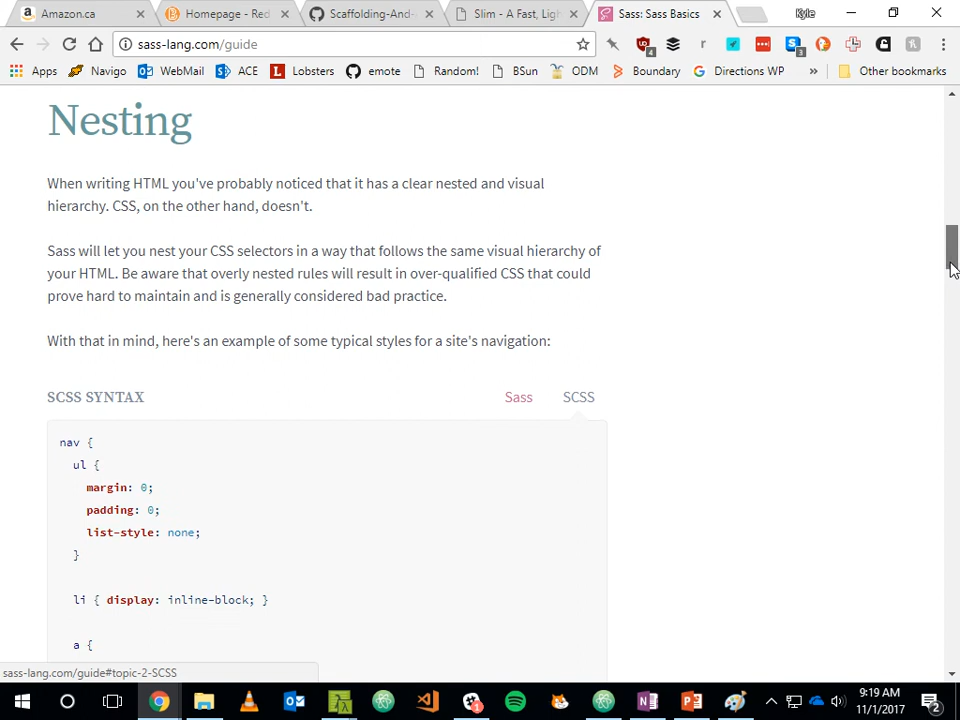 Amazon.ca
Homepage - Red
Scaffolding-And-
Slim - A Fast, Ligh
Sass: Sass Basics
Kyle
sass-lang.com/guide
4
r
3
Apps
Navigo
WebMail
ACE
Lobsters
emote
Random!
BSun
ODM
Boundary
Directions WP
»
Other bookmarks
Nesting
When writing HTML you've probably noticed that it has a clear nested and visual
hierarchy. CSS, on the other hand, doesn't.
Sass will let you nest your CSS selectors in a way that follows the same visual hierarchy of
your HTML. Be aware that overly nested rules will result in over-qualified CSS that could
prove hard to maintain and is generally considered bad practice.
With that in mind, here's an example of some typical styles for a site's navigation:
SCSS SYNTAX
Sass
SCSS
nav {
ul {
margin: 0;
padding: 0;
list-style: none;
}
li { display: inline-block; }
a {
sass-lang.com/guide#topic-2-SCSS
9:19 AM
11/1/2017
2